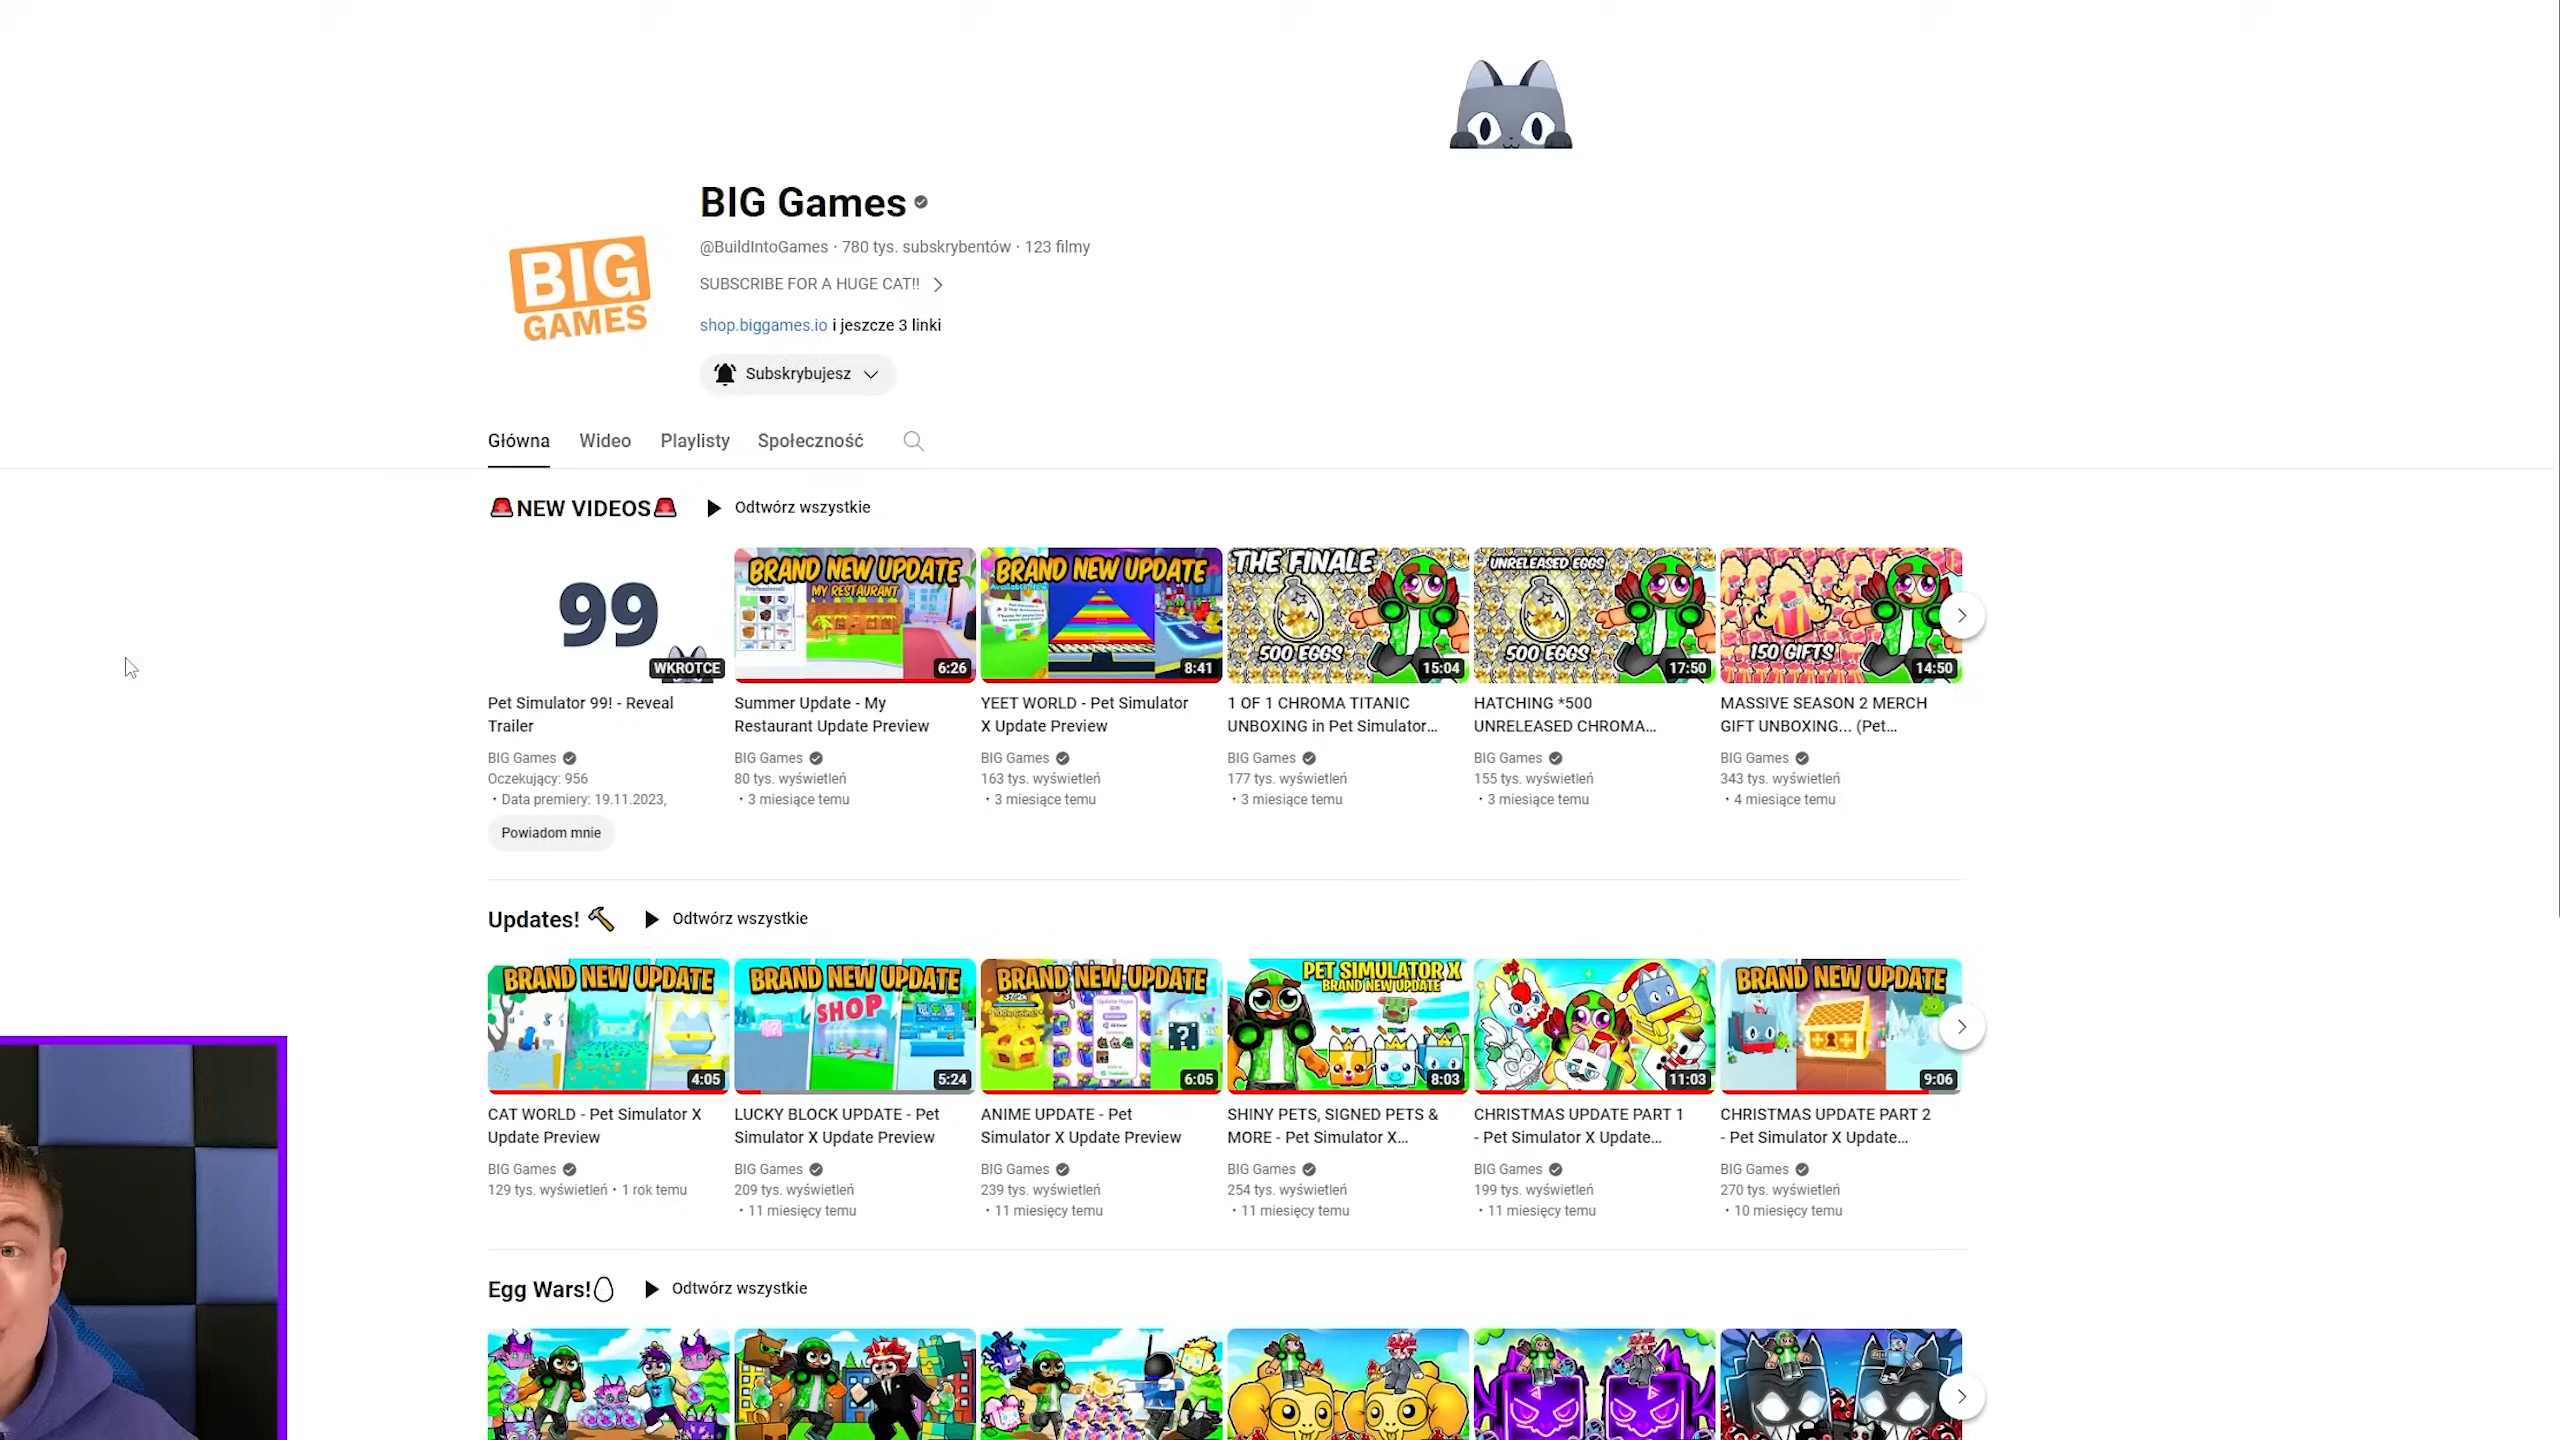 BIG Games
@BuildIntoGames · 780 tys. subskrybentów · 123 filmy
SUBSCRIBE FOR A HUGE CAT!!
shop.biggames.io i jeszcze 3 linki
Subskrybujesz
BIG
GAMES
Główna Wideo Playlisty Społeczność
🚨NEW VIDEOS🚨 Odtwórz wszystkie
99
WKRÓTCE
Pet Simulator 99! - Reveal
Trailer
BIG Games
Oczekujący: 956
• Data premiery: 19.11.2023,
Powiadom mnie
BRAND NEW UPDATE
MY RESTAURANT
6:26
Summer Update - My
Restaurant Update Preview
BIG Games
80 tys. wyświetleń
• 3 miesiące temu
BRAND NEW UPDATE
8:41
YEET WORLD - Pet Simulator
X Update Preview
BIG Games
163 tys. wyświetleń
• 3 miesiące temu
THE FINALE
500 EGGS
15:04
1 OF 1 CHROMA TITANIC
UNBOXING in Pet Simulator...
BIG Games
177 tys. wyświetleń
• 3 miesiące temu
UNRELEASED EGGS
500 EGGS
17:50
HATCHING *500
UNRELEASED CHROMA...
BIG Games
155 tys. wyświetleń
• 3 miesiące temu
150 GIFTS
14:50
MASSIVE SEASON 2 MERCH
GIFT UNBOXING... (Pet...
BIG Games
343 tys. wyświetleń
• 4 miesiące temu
Updates! 🔨 Odtwórz wszystkie
BRAND NEW UPDATE
4:05
CAT WORLD - Pet Simulator X
Update Preview
BIG Games
129 tys. wyświetleń • 1 rok temu
BRAND NEW UPDATE
SHOP
5:24
LUCKY BLOCK UPDATE - Pet
Simulator X Update Preview
BIG Games
209 tys. wyświetleń
• 11 miesięcy temu
BRAND NEW UPDATE
6:05
ANIME UPDATE - Pet
Simulator X Update Preview
BIG Games
239 tys. wyświetleń
• 11 miesięcy temu
PET SIMULATOR X
BRAND NEW UPDATE
8:03
SHINY PETS, SIGNED PETS &
MORE - Pet Simulator X...
BIG Games
254 tys. wyświetleń
• 11 miesięcy temu
11:03
CHRISTMAS UPDATE PART 1
- Pet Simulator X Update...
BIG Games
199 tys. wyświetleń
• 11 miesięcy temu
BRAND NEW UPDATE
9:06
CHRISTMAS UPDATE PART 2
- Pet Simulator X Update...
BIG Games
270 tys. wyświetleń
• 10 miesięcy temu
Egg Wars!🥚 Odtwórz wszystkie